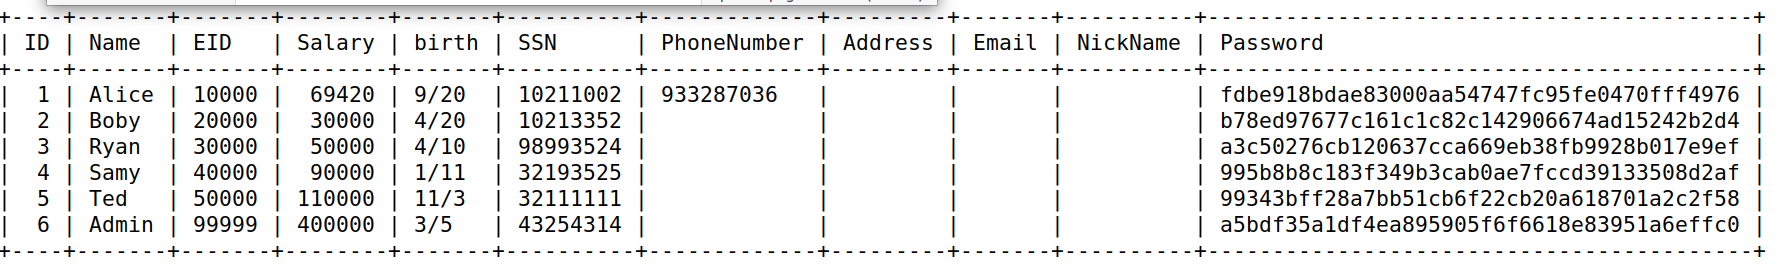 +----+-------+-------+--------+-------+----------+-------------+---------+-------+----------+------------------------------------------+
| ID | Name  | EID   | Salary | birth | SSN      | PhoneNumber | Address | Email | NickName | Password                                 |
+----+-------+-------+--------+-------+----------+-------------+---------+-------+----------+------------------------------------------+
|  1 | Alice | 10000 |  69420 | 9/20  | 10211002 | 933287036   |         |       |          | fdbe918bdae83000aa54747fc95fe0470fff4976 |
|  2 | Boby  | 20000 |  30000 | 4/20  | 10213352 |             |         |       |          | b78ed97677c161c1c82c142906674ad15242b2d4 |
|  3 | Ryan  | 30000 |  50000 | 4/10  | 98993524 |             |         |       |          | a3c50276cb120637cca669eb38fb9928b017e9ef |
|  4 | Samy  | 40000 |  90000 | 1/11  | 32193525 |             |         |       |          | 995b8b8c183f349b3cab0ae7fccd39133508d2af |
|  5 | Ted   | 50000 | 110000 | 11/3  | 32111111 |             |         |       |          | 99343bff28a7bb51cb6f22cb20a618701a2c2f58 |
|  6 | Admin | 99999 | 400000 | 3/5   | 43254314 |             |         |       |          | a5bdf35a1df4ea895905f6f6618e83951a6effc0 |
+----+-------+-------+--------+-------+----------+-------------+---------+-------+----------+------------------------------------------+